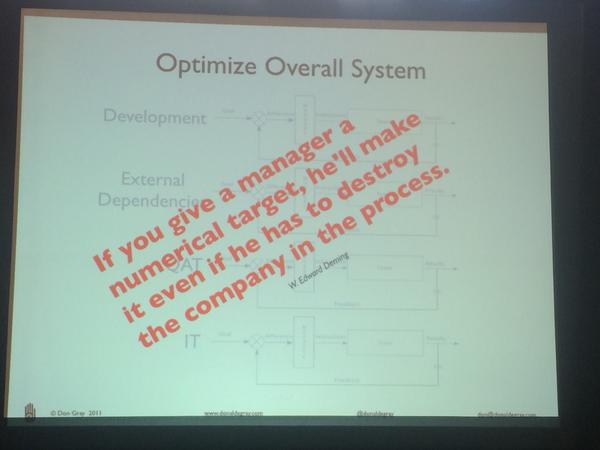 Optimize Overall System
Development
External
Dependencies
QAT
IT
If you give a manager a
numerical target, he'll make
it even if he has to destroy
the company in the process.
W. Edward Deming
© Don Gray 2011
www.donaldegray.com
@donaldegray
don@donaldegray.com